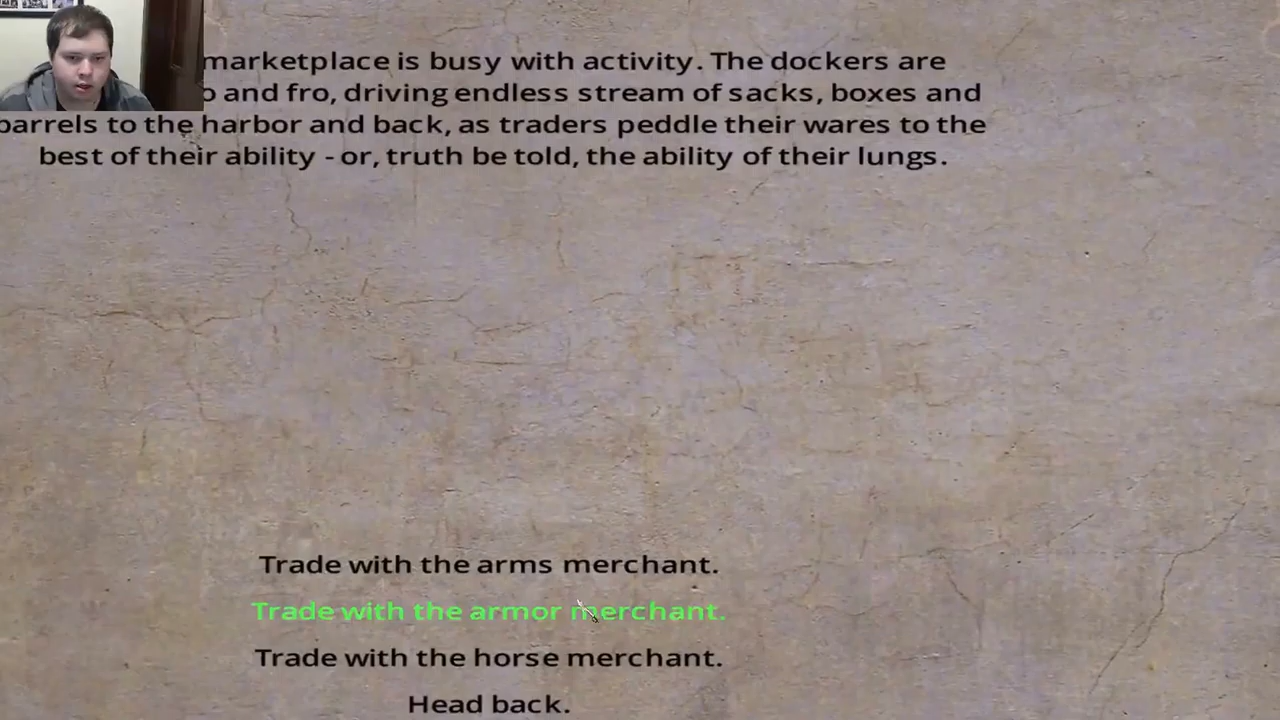 marketplace is busy with activity. The dockers are
and fro, driving endless stream of sacks, boxes and
barrels to the harbor and back, as traders peddle their wares to the
best of their ability - or, truth be told, the ability of their lungs.
Trade with the arms merchant.
Trade with the armor merchant.
Trade with the horse merchant.
Head back.